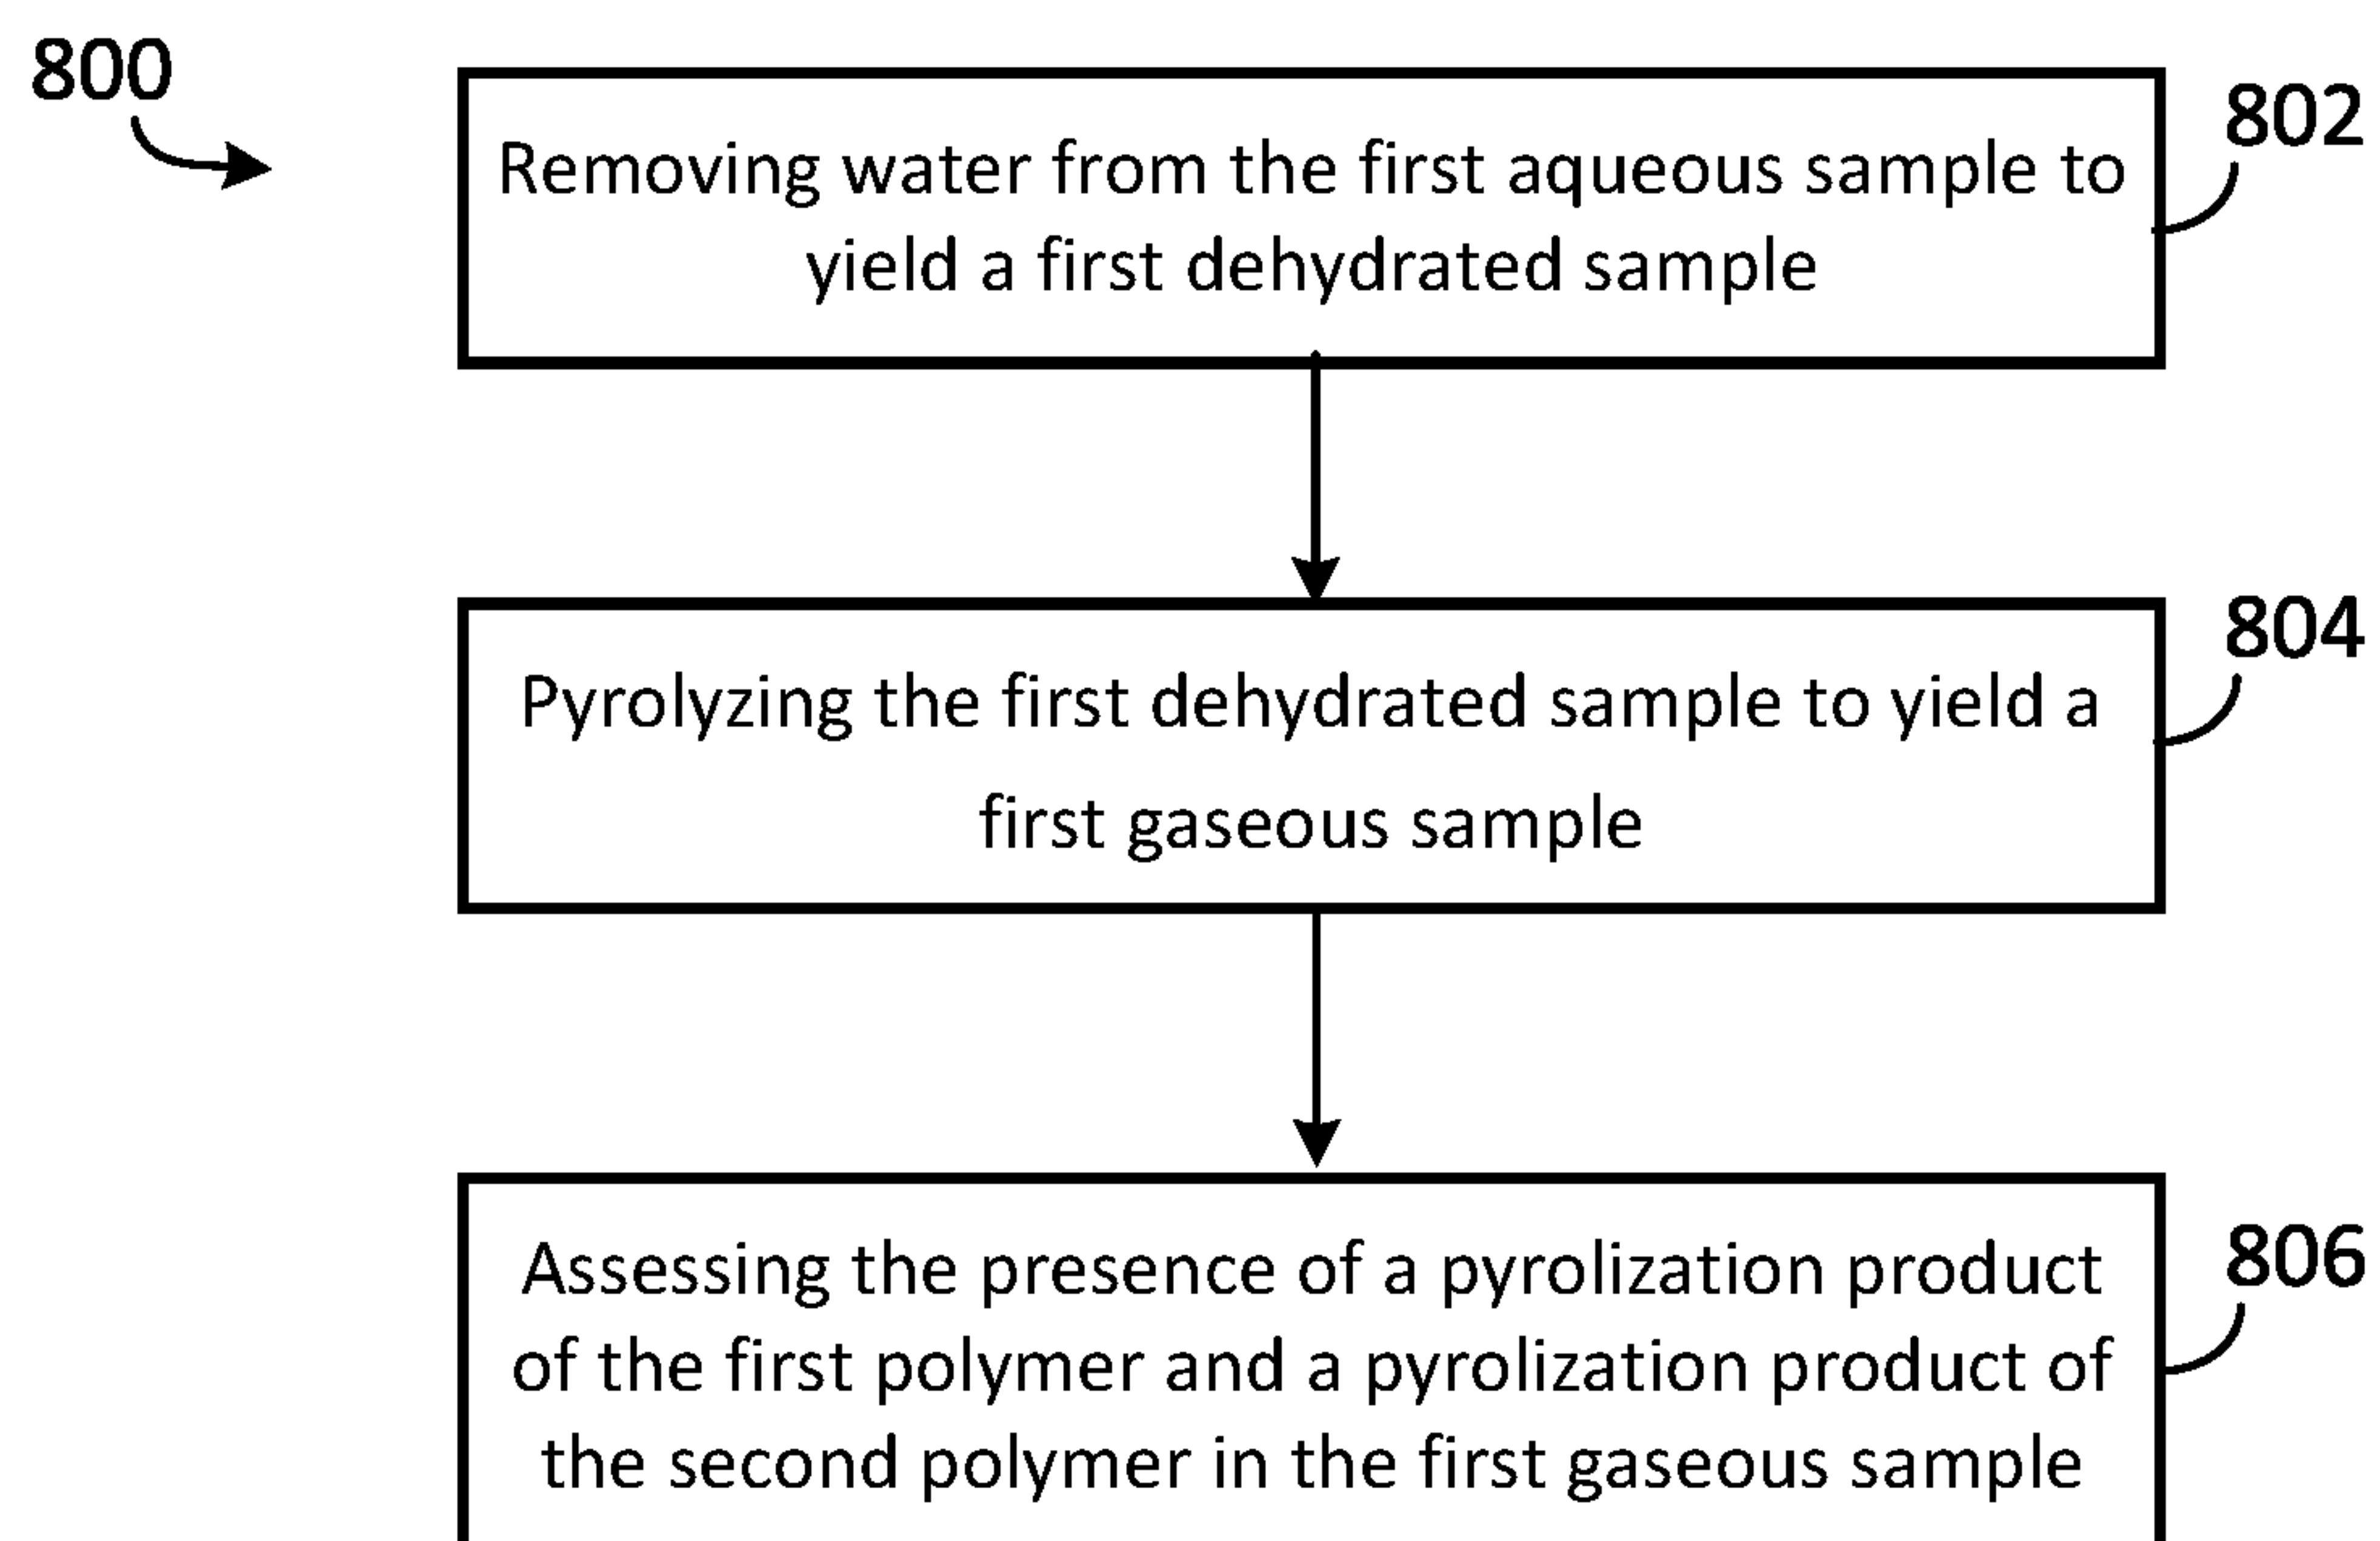 800
802
Removing water from the first aqueous sample to
yield a first dehydrated sample
804
Pyrolyzing the first dehydrated sample to yield a
first gaseous sample
806
Assessing the presence of a pyrolization product
of the first polymer and a pyrolization product of
the second polymer in the first gaseous sample